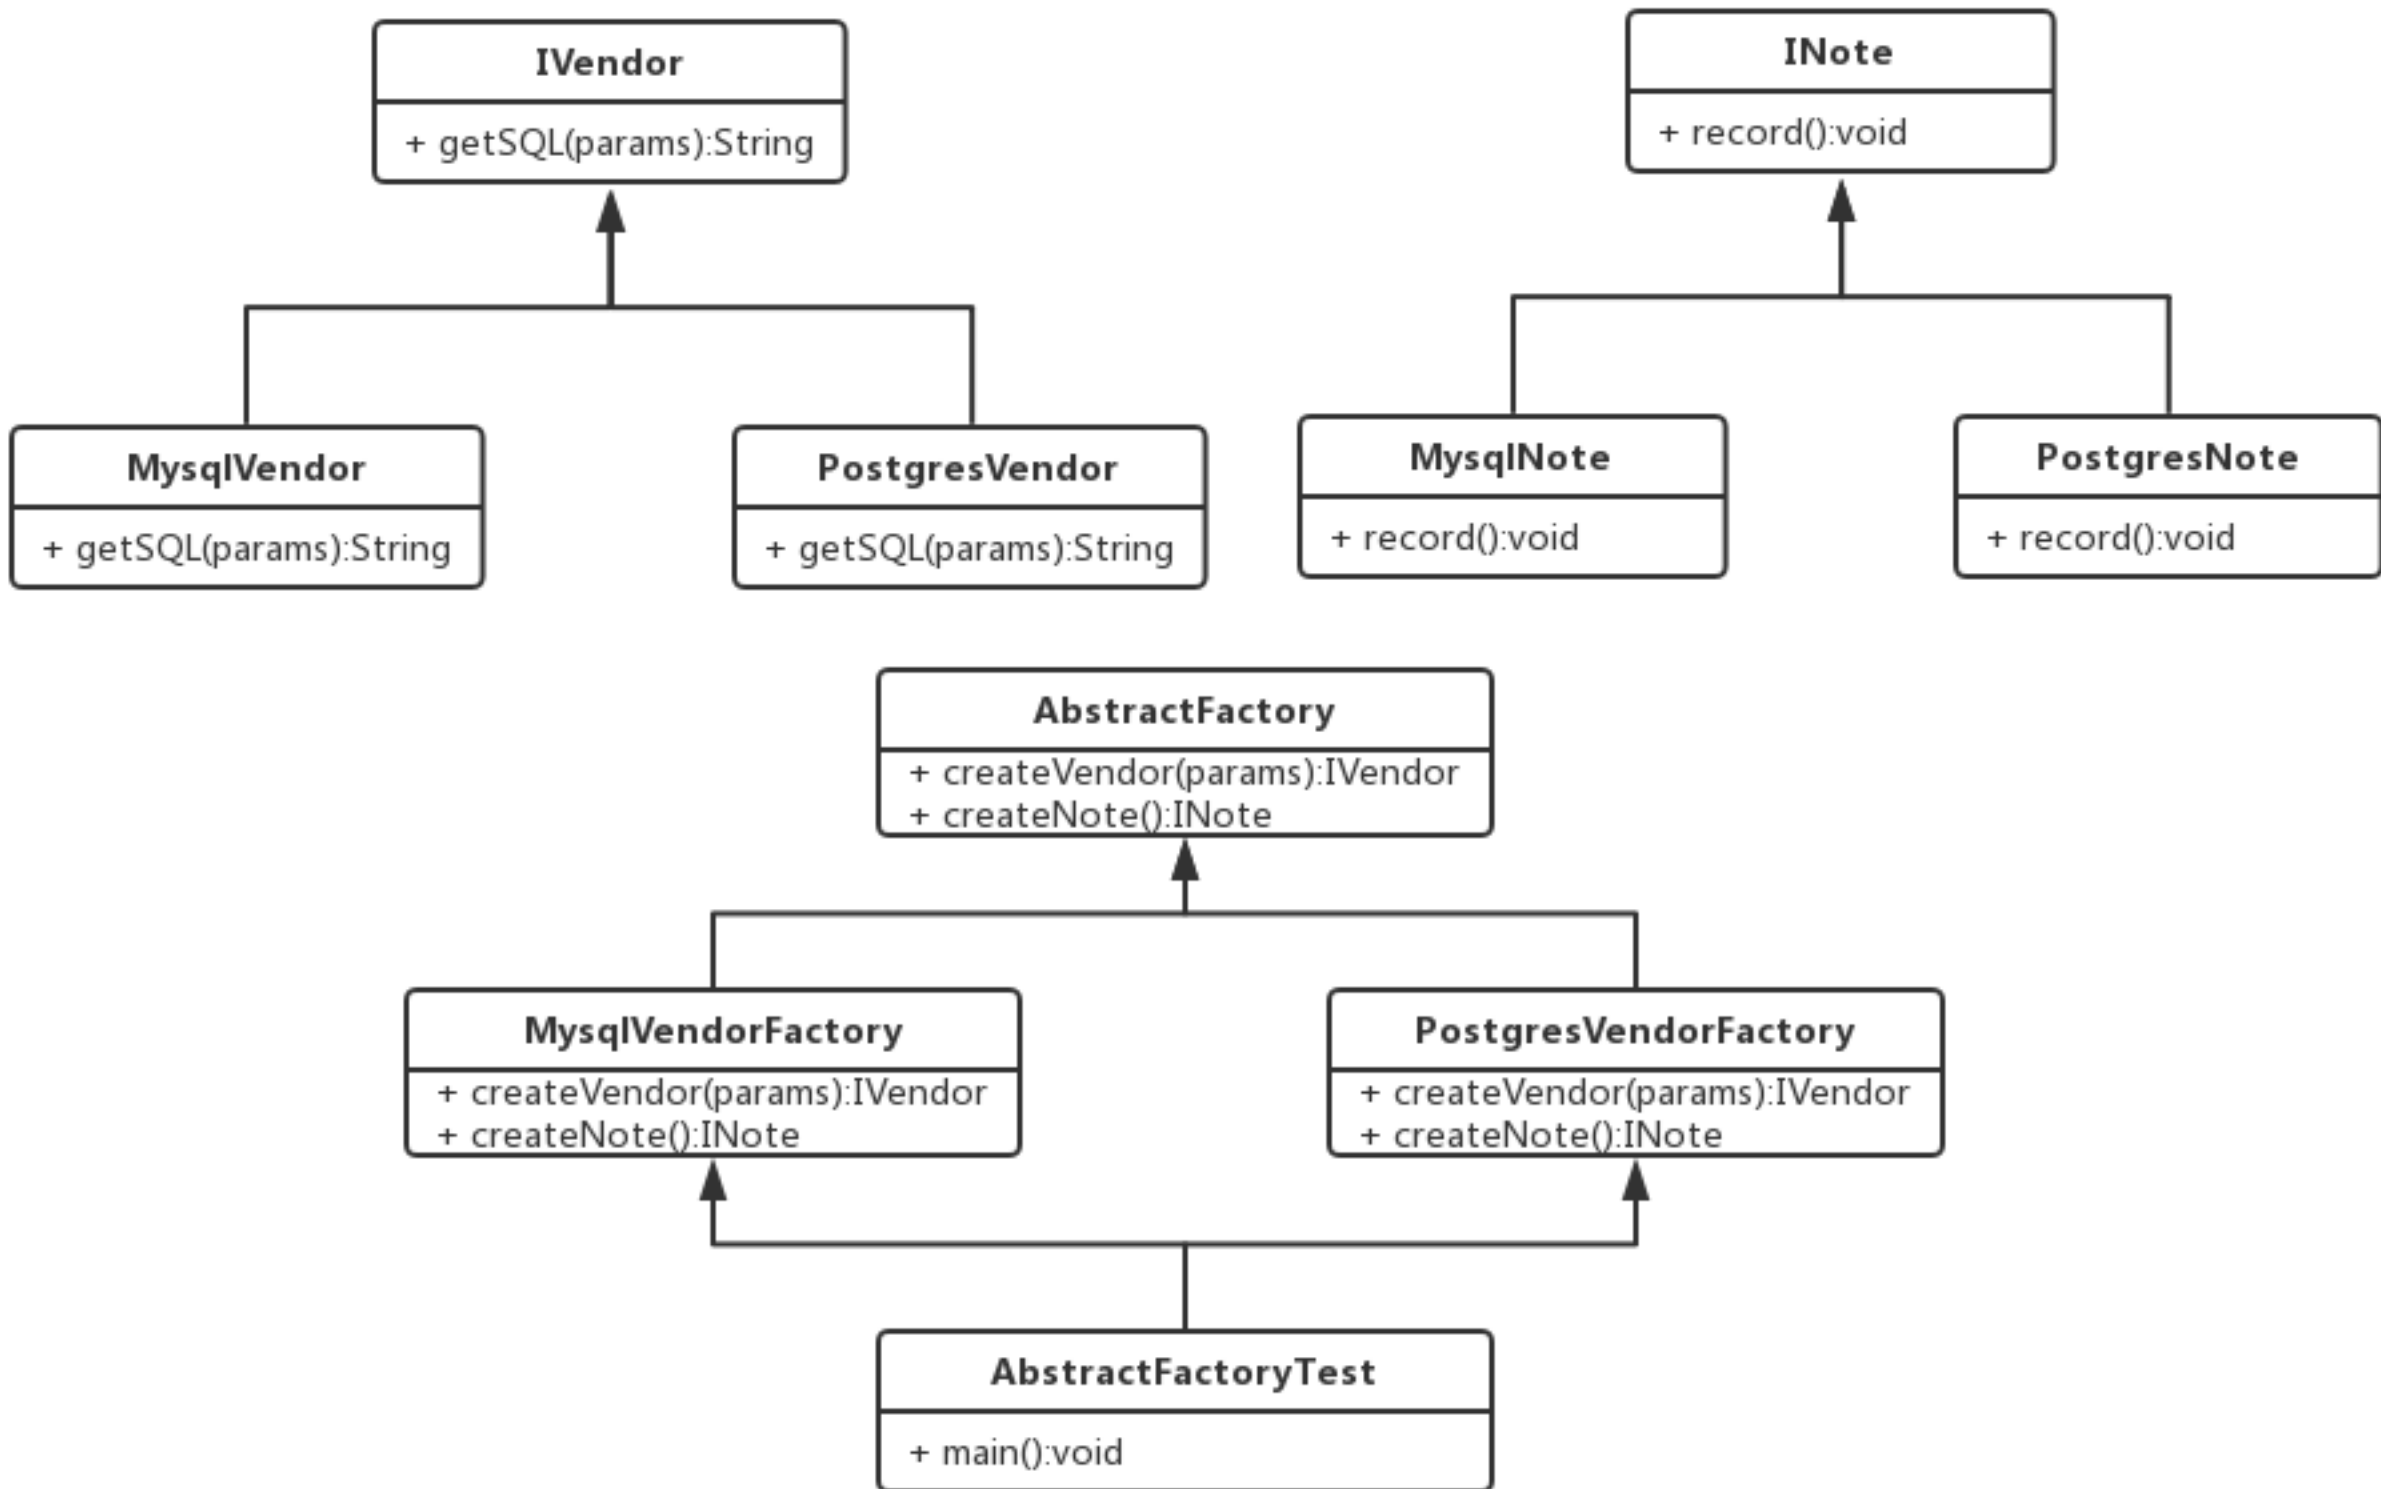 IVendor
+ getSQL(params):String
INote
+ record():void
MysqlVendor
+ getSQL(params):String
PostgresVendor
+ getSQL(params):String
MysqlNote
+ record():void
PostgresNote
+ record():void
AbstractFactory
+ createVendor(params):IVendor
+ createNote():INote
MysqlVendorFactory
+ createVendor(params):IVendor
+ createNote():INote
PostgresVendorFactory
+ createVendor(params):IVendor
+ createNote():INote
AbstractFactoryTest
+ main():void